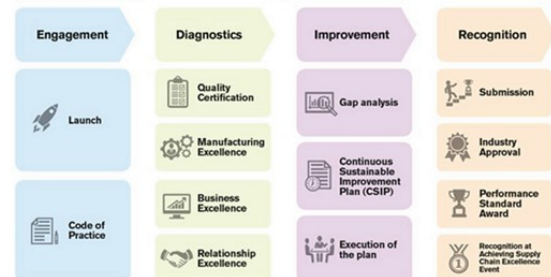 Engagement
Launch
Code of
Practice
Diagnostics
Quality
Certification
Manufacturing
Excellence
Business
Excellence
Relationship
Excellence
Improvement
Gap analysis
Continuous
Sustainable
Improvement
Plan (CSIP)
Execution of
the plan
Recognition
Submission
Industry
Approval
Performance
Standard
Award
Recognition at
Achieving Supply
Chain Excellence
Event